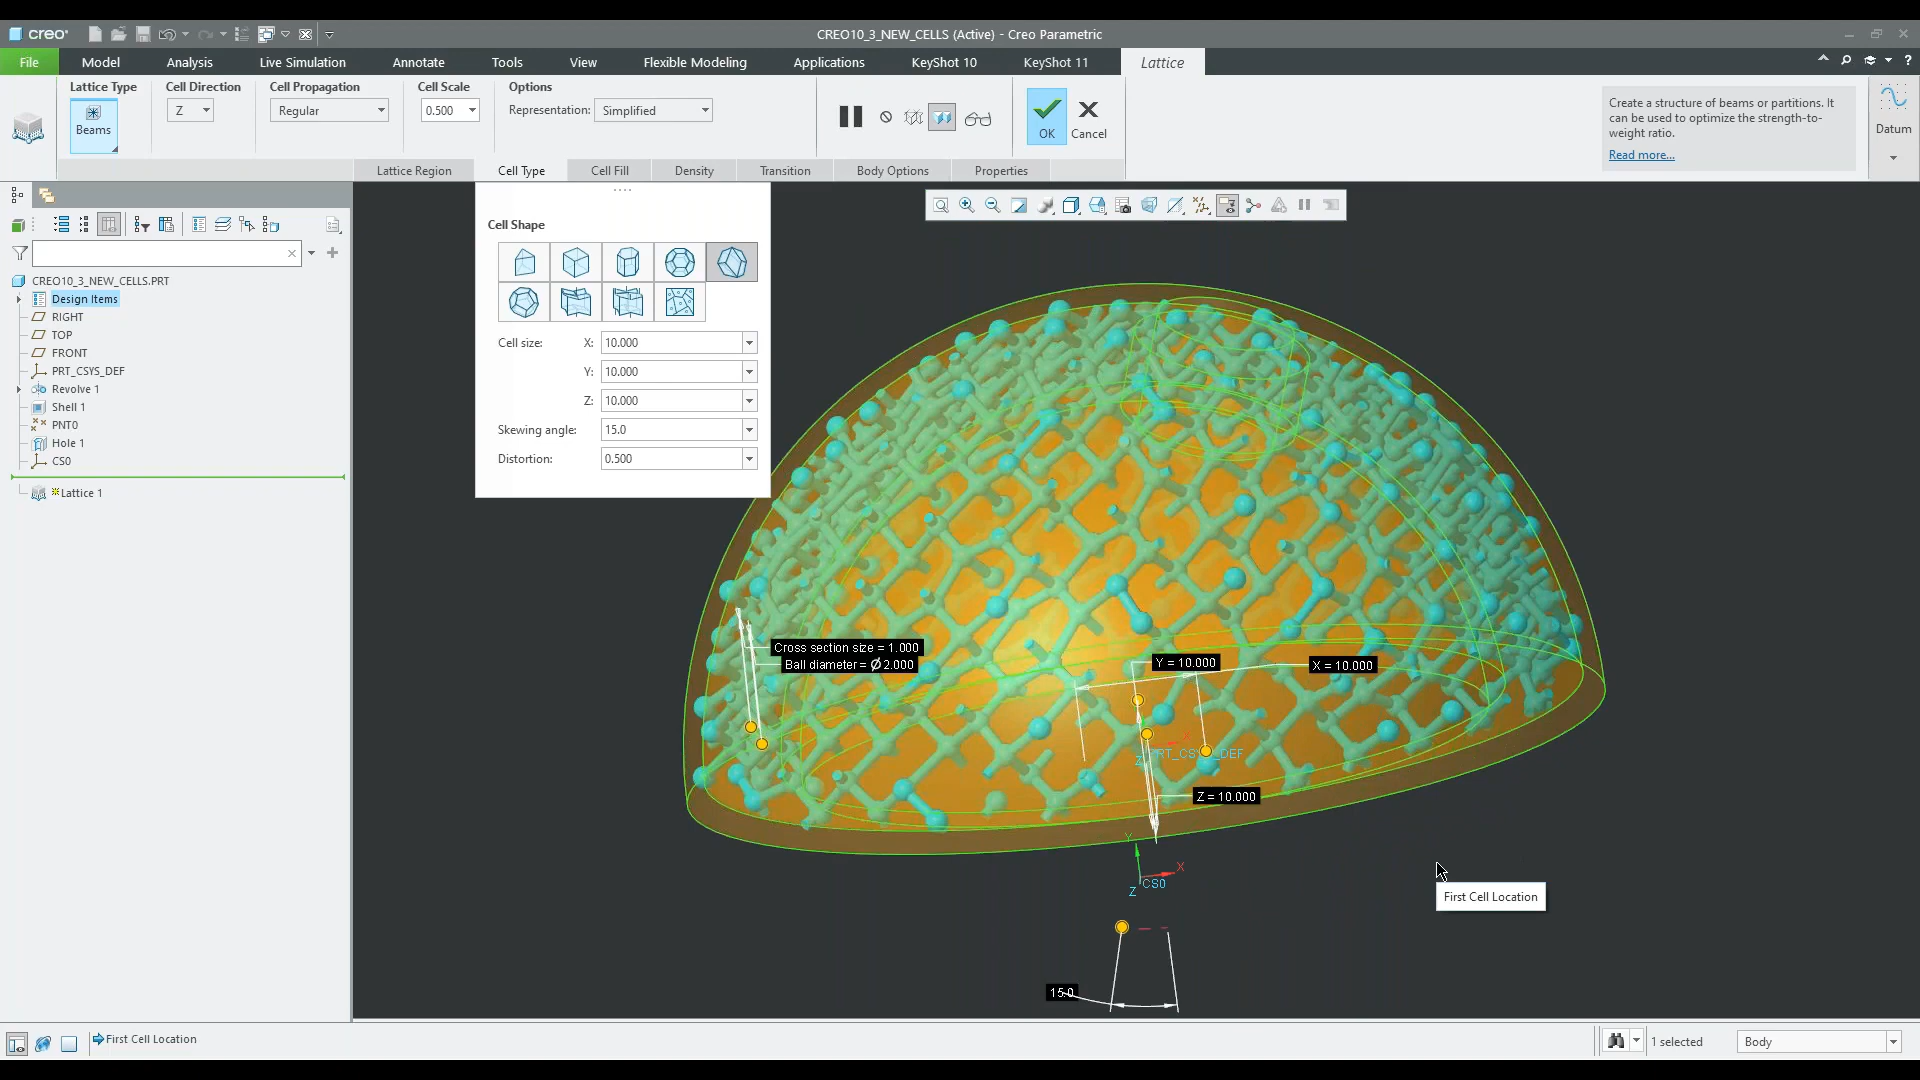 creo
CREO10_3_NEW_CELLS (Active) - Creo Parametric
File
Model
Analysis
Live Simulation
Annotate
Tools
View
Flexible Modeling
Applications
KeyShot 10
KeyShot 11
Lattice
Lattice Type
Cell Direction
Cell Propagation
Cell Scale
Options
Beams
Z
Regular
0.500
Representation:
Simplified
OK
Cancel
Create a structure of beams or partitions. It
can be used to optimize the strength-to-
weight ratio.
Read more...
Datum
Lattice Region
Cell Type
Cell Fill
Density
Transition
Body Options
Properties
CREO10_3_NEW_CELLS.PRT
Design Items
RIGHT
TOP
FRONT
PRT_CSYS_DEF
Revolve 1
Shell 1
PNT0
Hole 1
CS0
Lattice 1
Cell Shape
Cell size:
X:
10.000
Y:
10.000
Z:
10.000
Skewing angle:
15.0
Distortion:
0.500
Cross section size = 1.000
Ball diameter = Ø2.000
Y = 10.000
X = 10.000
X
Z
PRT_CSYS_DEF
Z = 10.000
Y
X
Z
CS0
First Cell Location
15.0
First Cell Location
1 selected
Body